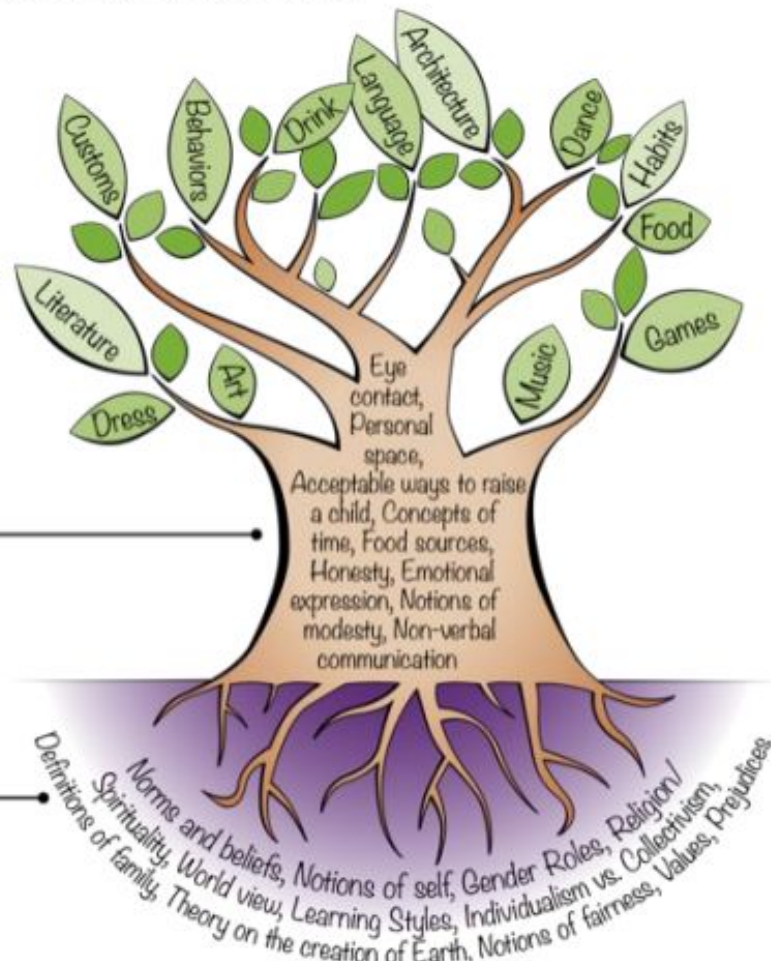 Architecture
Language
Drink
Behaviors
Customs
Dance
Habits
Food
Literature
Games
Music
Art
Dress
Eye
contact,
Personal
space,
Acceptable ways to raise
a child, Concepts of
time, Food sources,
Honesty, Emotional
expression, Notions of
modesty, Non-verbal
communication
Norms and beliefs, Notions of self, Gender Roles, Religion/
Spirituality, World view, Learning Styles, Individualism vs. Collectivism,
Definitions of family, Theory on the creation of Earth, Notions of fairness, Values, Prejudices